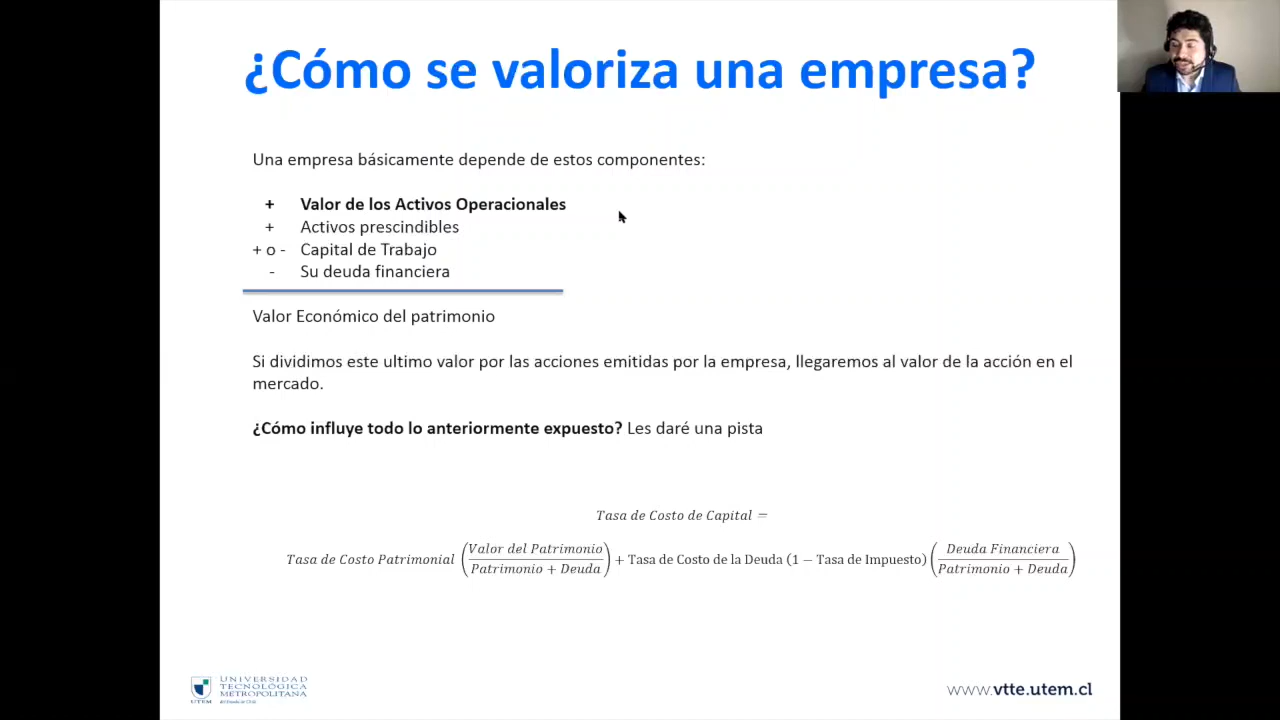 ¿Cómo se valoriza una empresa?
Una empresa básicamente depende de estos componentes:
+ Valor de los Activos Operacionales
+ Activos prescindibles
+ o - Capital de Trabajo
- Su deuda financiera
Valor Económico del patrimonio
Si dividimos este ultimo valor por las acciones emitidas por la empresa, llegaremos al valor de la acción en el
mercado.
¿Cómo influye todo lo anteriormente expuesto? Les daré una pista
Tasa de Costo de Capital =
Tasa de Costo Patrimonial (Valor del Patrimonio / Patrimonio + Deuda) + Tasa de Costo de la Deuda (1 − Tasa de Impuesto) (Deuda Financiera / Patrimonio + Deuda)
UNIVERSIDAD
TECNOLÓGICA
METROPOLITANA
UTEM
www.vtte.utem.cl